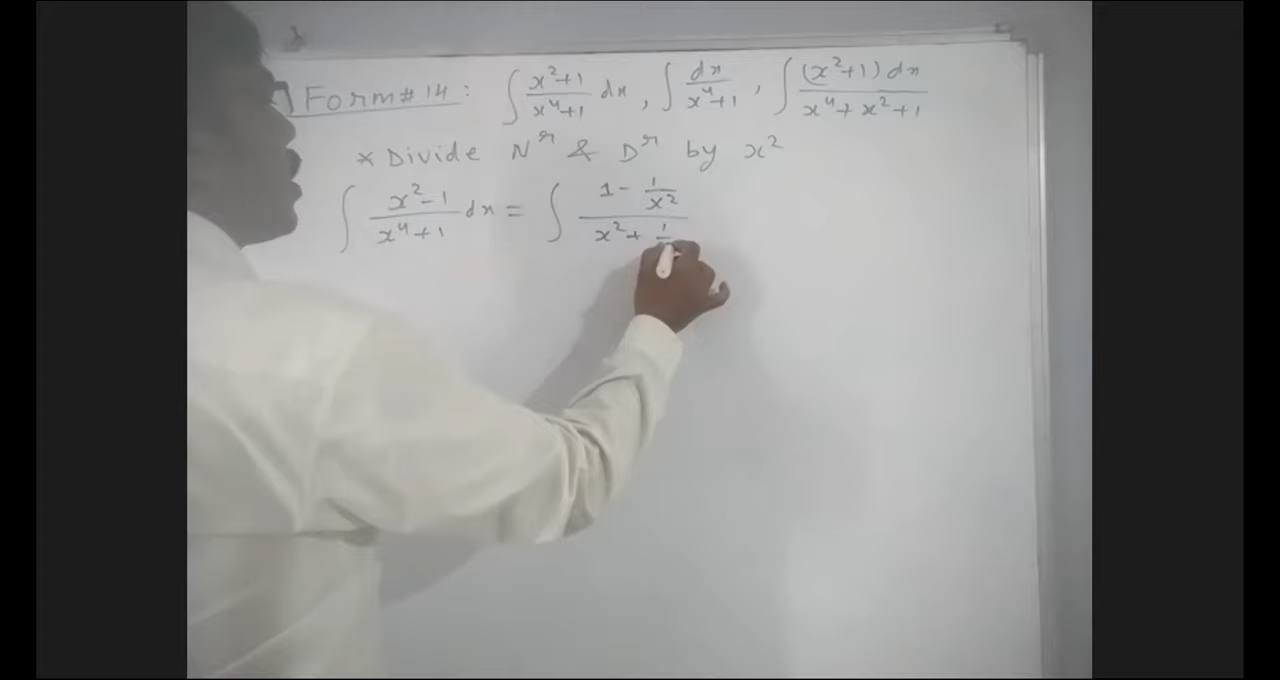 Form#14: ∫ x²+1/x⁴+1 dx, ∫ dx/x⁴+1, ∫ (x²+1)dx/x⁴+x²+1
* Divide Nʳ & Dʳ by x²
∫ x²-1/x⁴+1 dx = ∫ 1-1/x²/x²+1/